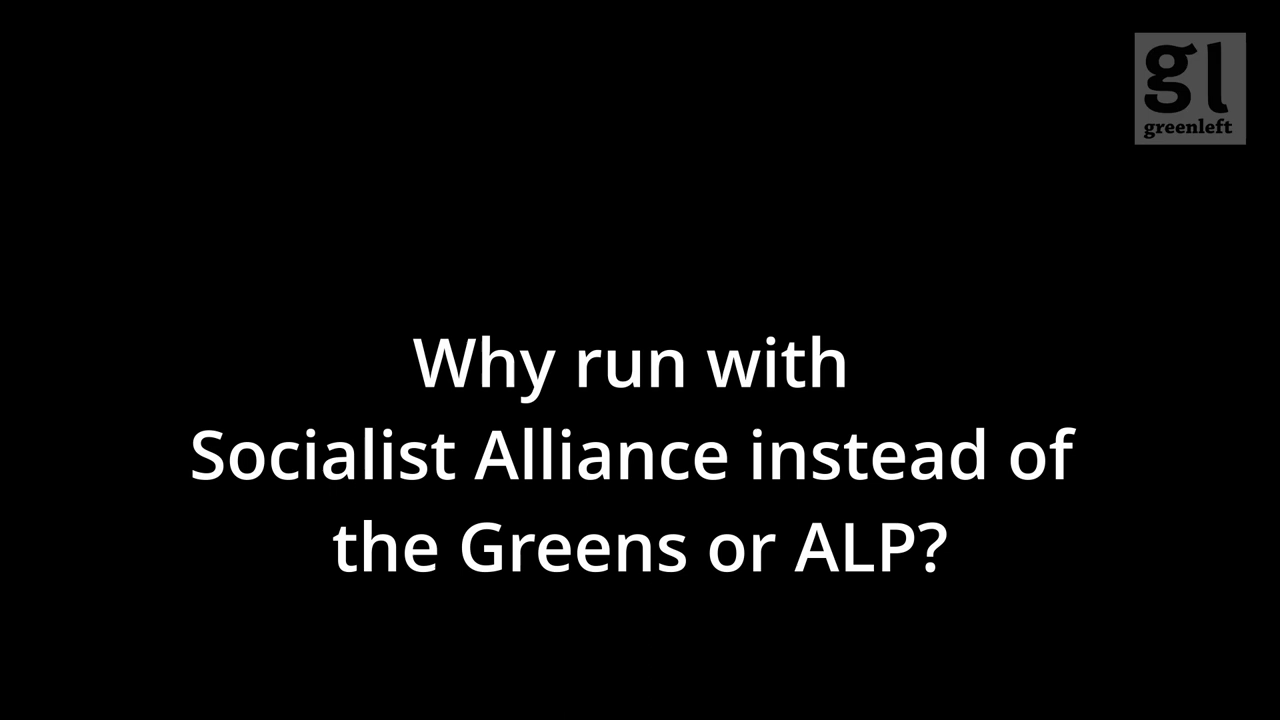 gl
greenleft
Why run with
Socialist Alliance instead of
the Greens or ALP?